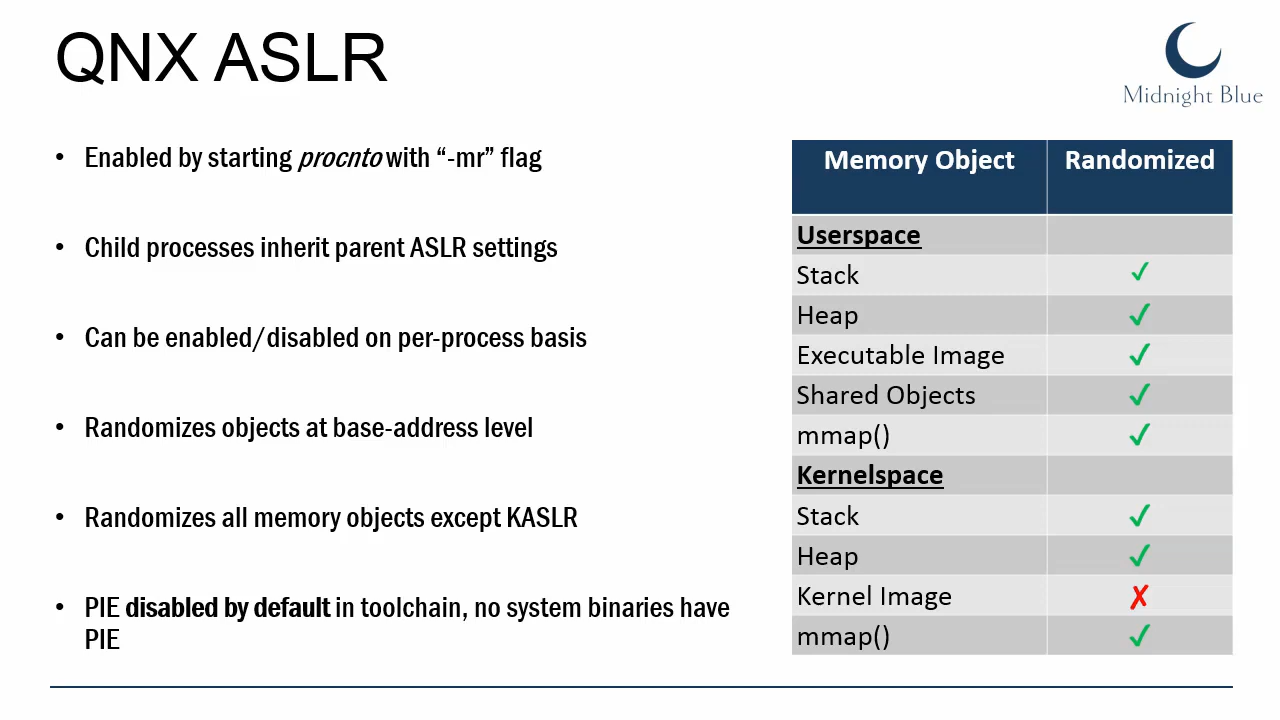 QNX ASLR
Midnight Blue
• Enabled by starting procnto with “-mr” flag
• Child processes inherit parent ASLR settings
• Can be enabled/disabled on per-process basis
• Randomizes objects at base-address level
• Randomizes all memory objects except KASLR
• PIE disabled by default in toolchain, no system binaries have
PIE
Memory Object Randomized
Userspace
Stack ✓
Heap ✓
Executable Image ✓
Shared Objects ✓
mmap() ✓
Kernelspace
Stack ✓
Heap ✓
Kernel Image ✗
mmap() ✓